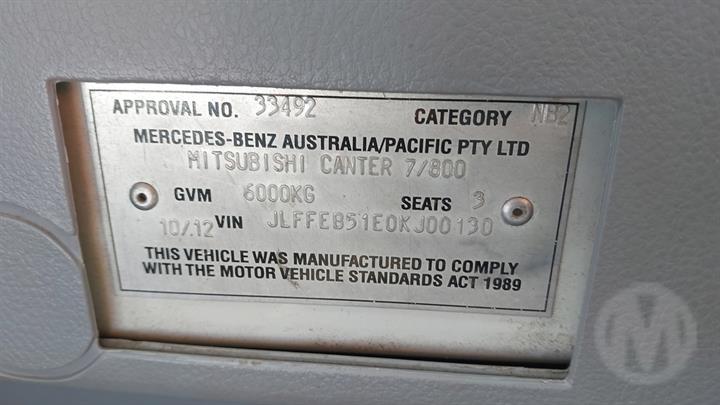 APPROVAL NO. 33492 CATEGORY NB2
MERCEDES-BENZ AUSTRALIA/PACIFIC PTY LTD
MITSUBISHI CANTER 7/800
GVM 6000KG SEATS 3
10/.12 VIN JLFFEB51E0KJ00130
THIS VEHICLE WAS MANUFACTURED TO COMPLY
WITH THE MOTOR VEHICLE STANDARDS ACT 1989
M